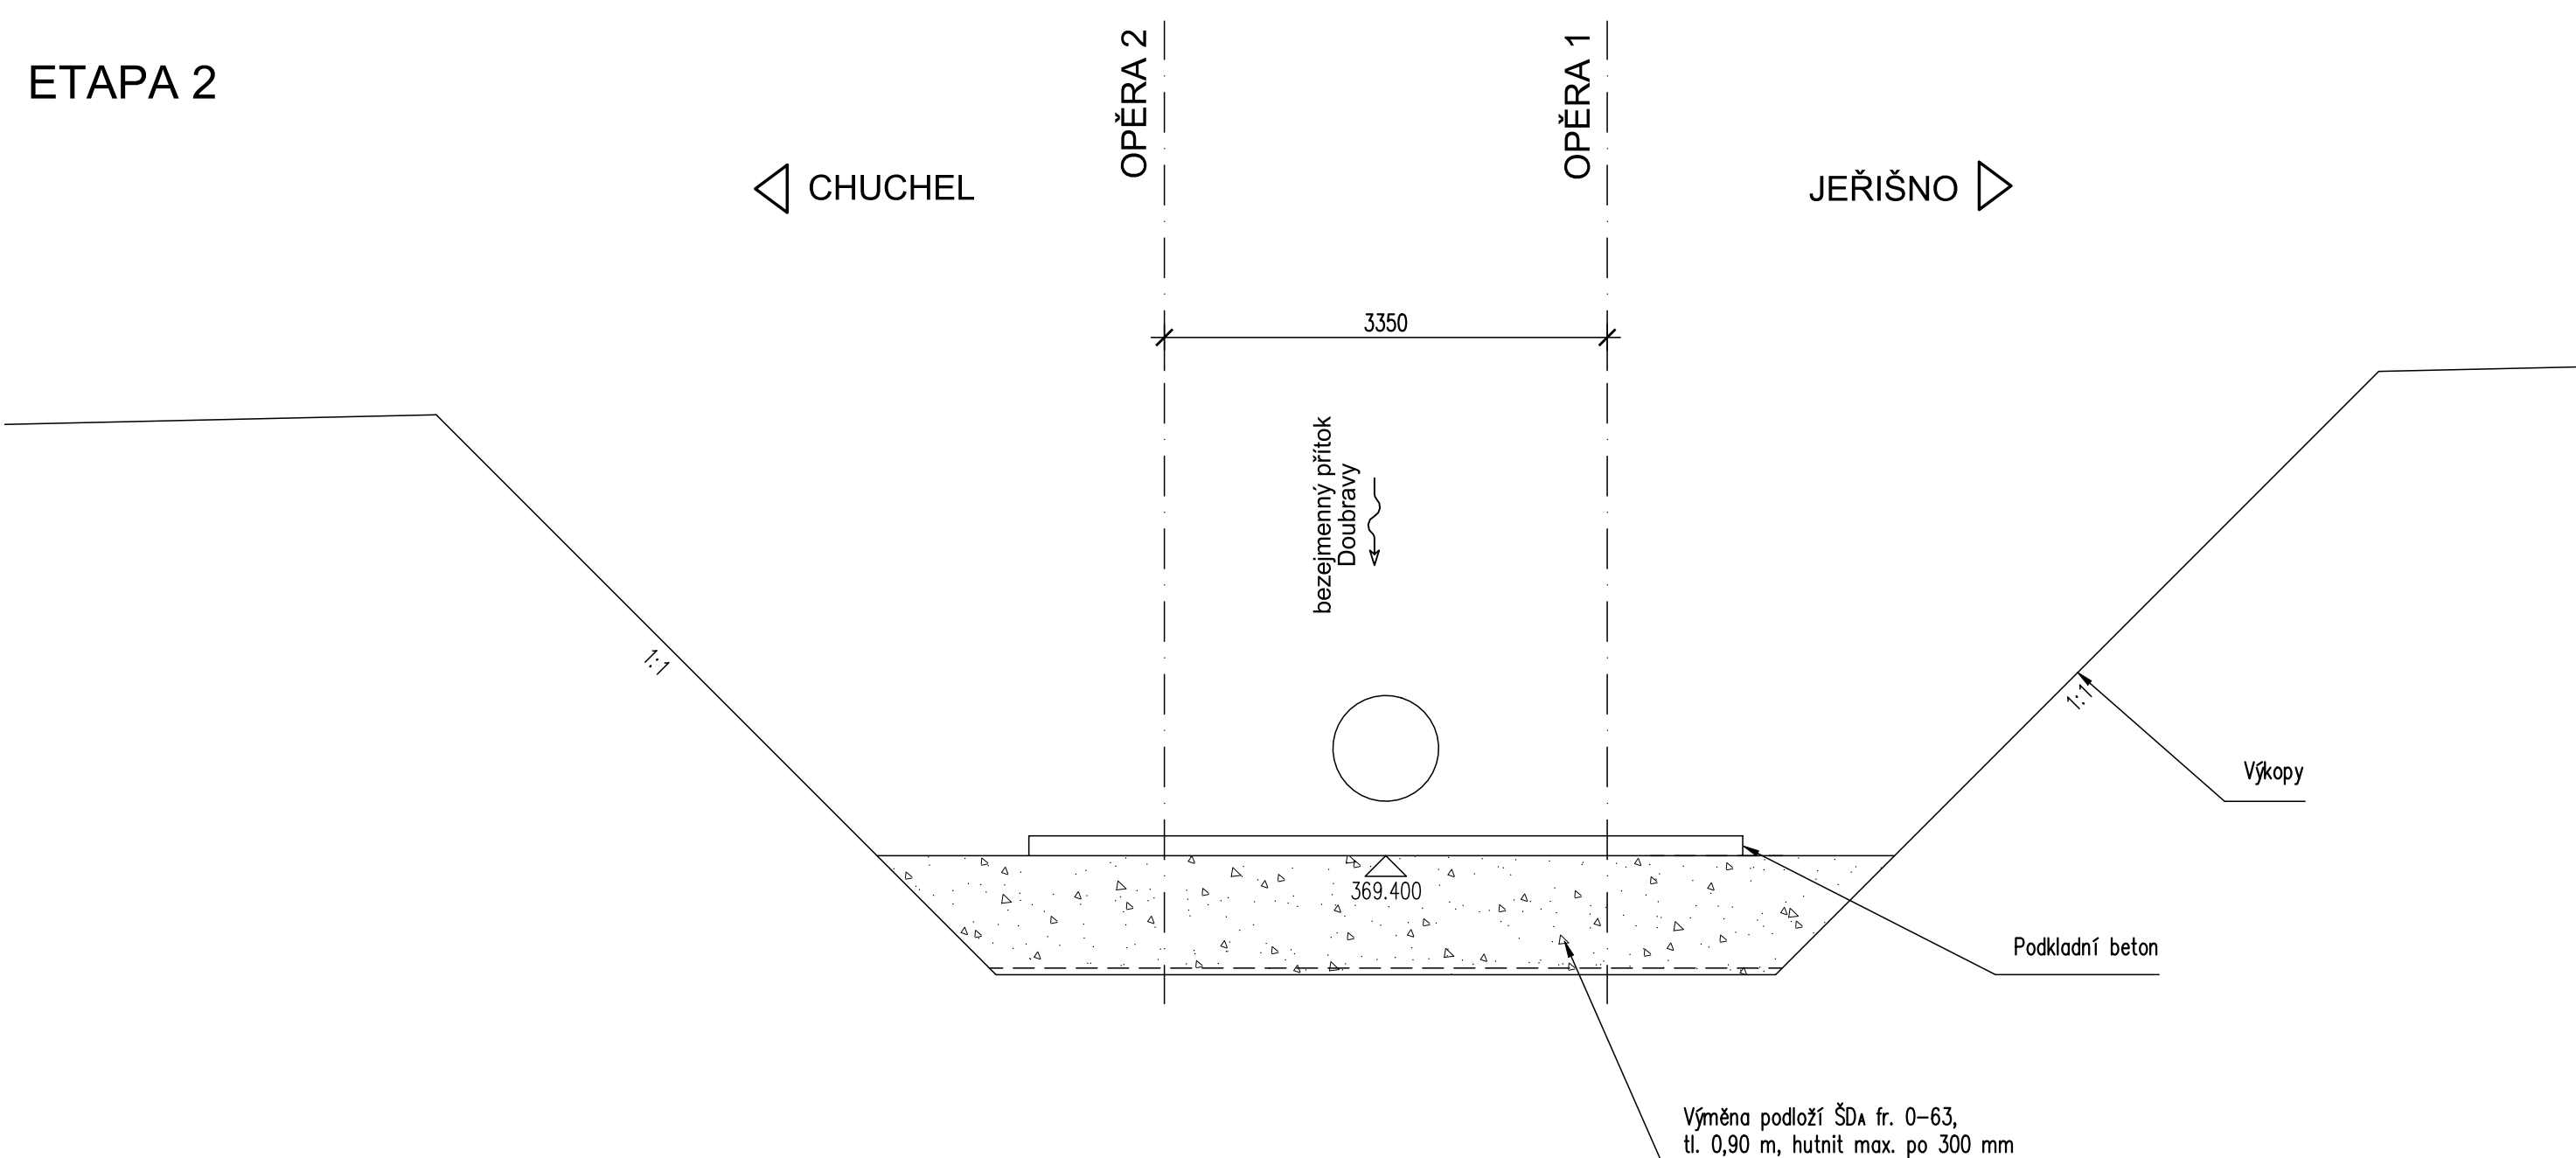 ETAPA 2
OPĚRA 2
OPĚRA 1
CHUCHEL
JEŘIŠNO
3350
bezejmenný přítok
Doubravy
1:1
1:1
Výkopy
369.400
Podkladní beton
Výměna podloží ŠDA fr. 0-63,
tl. 0,90 m, hutnit max. po 300 mm